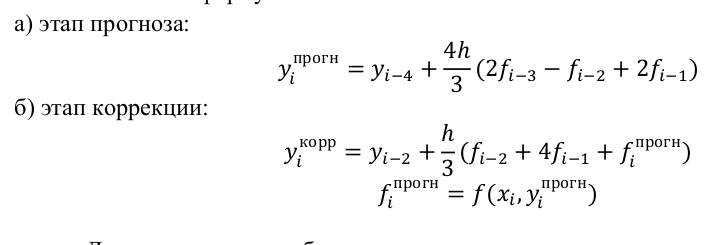 а) этап прогноза:
y_i^прогн = y_{i−4} + 4h/3 (2f_{i−3} − f_{i−2} + 2f_{i−1})
б) этап коррекции:
y_i^корр = y_{i−2} + h/3 (f_{i−2} + 4f_{i−1} + f_i^прогн)
f_i^прогн = f(x_i, y_i^прогн)